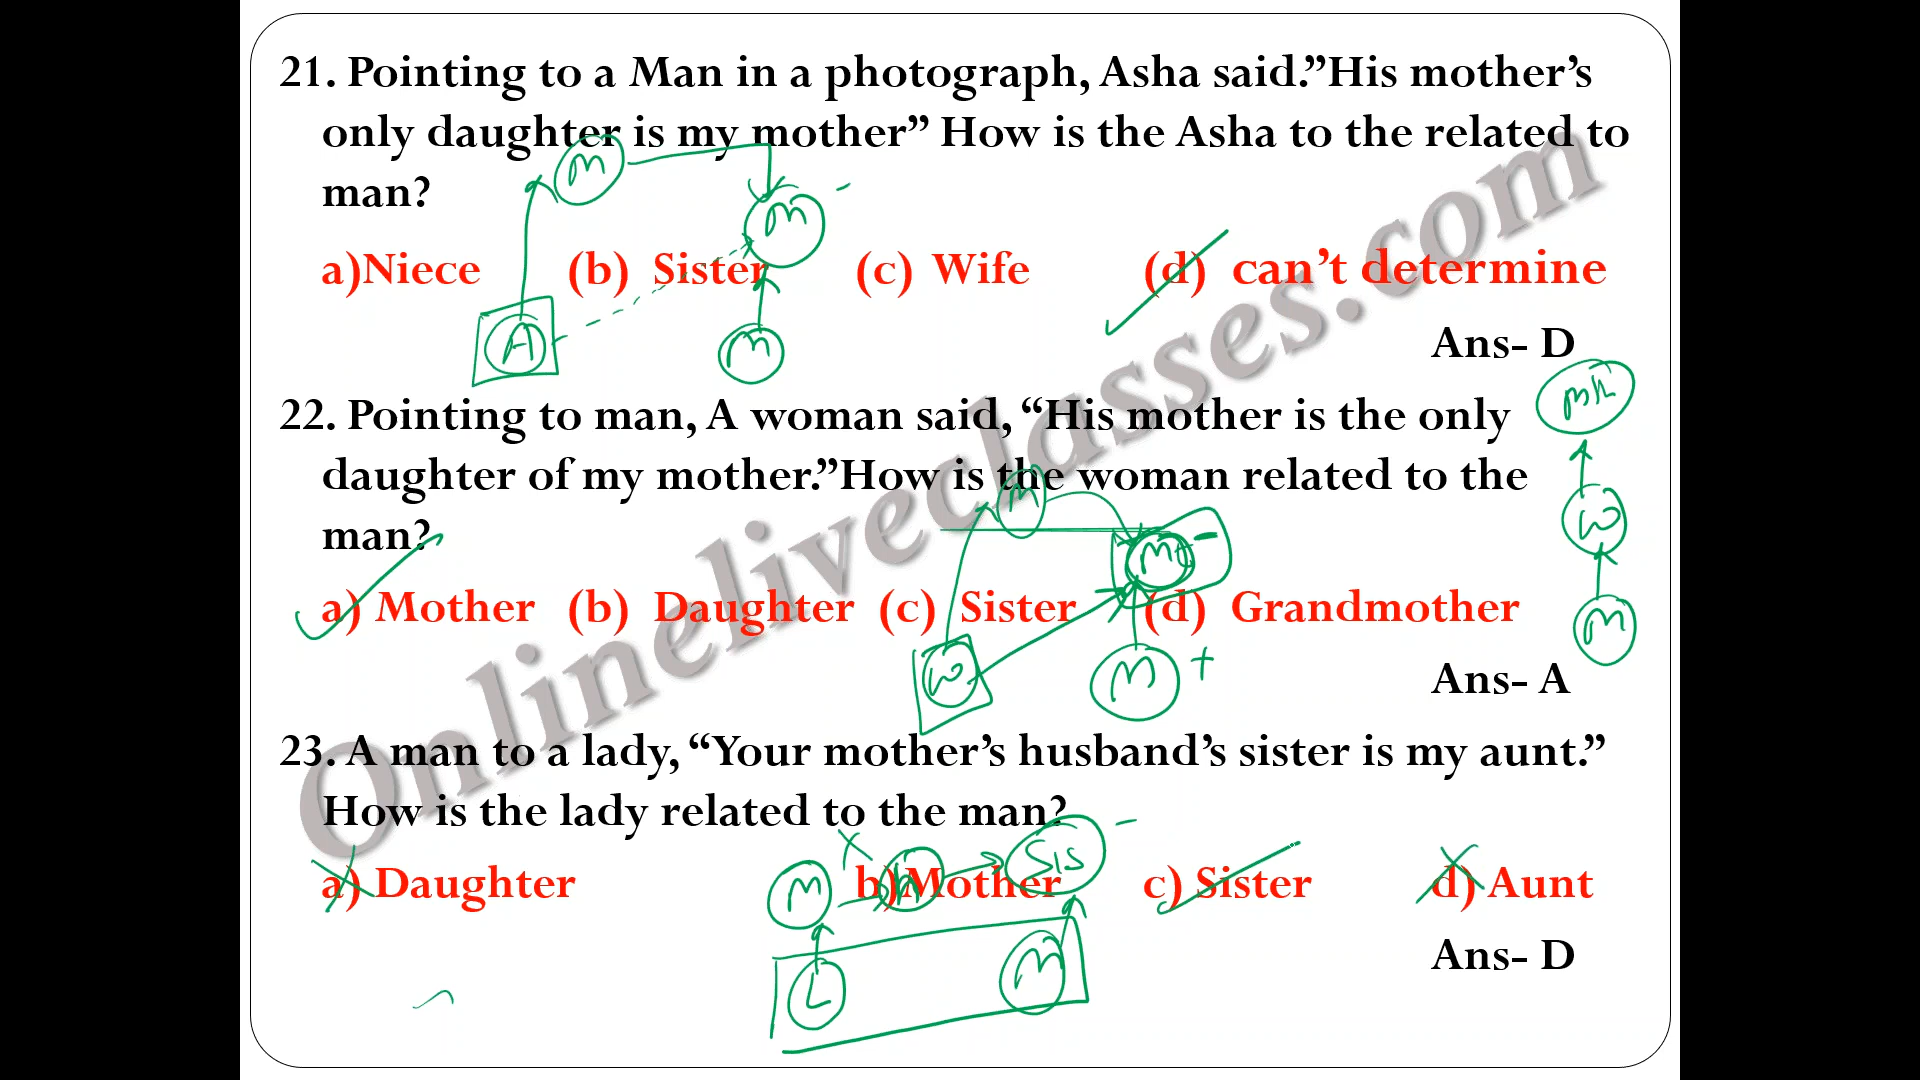 21. Pointing to a Man in a photograph, Asha said.”His mother’s
only daughter is my mother” How is the Asha to the related to
man?
M
M
a)Niece (b) Sister (c) Wife (d) can’t determine
A
M
Ans- D
22. Pointing to man, A woman said, “His mother is the only
daughter of my mother.”How is the woman related to the
man?
M
W
a) Mother (b) Daughter (c) Sister (d) Grandmother
M
W
M
Ans- A
23. A man to a lady, “Your mother’s husband’s sister is my aunt.”
How is the lady related to the man?
M
h
Sis
a) Daughter b)Mother c) Sister d) Aunt
L
M
Ans- D
Onlineliveclasses.com